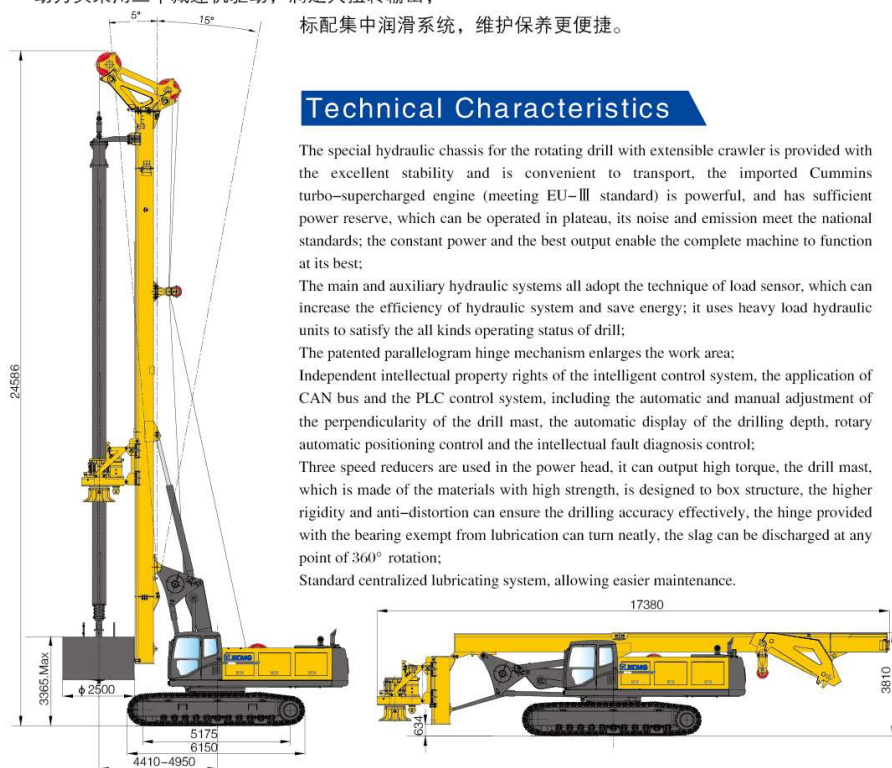 标配集中润滑系统，维护保养更便捷。
5°
15°
Technical Characteristics
The special hydraulic chassis for the rotating drill with extensible crawler is provided with
the excellent stability and is convenient to transport, the imported Cummins
turbo-supercharged engine (meeting EU-Ⅲ standard) is powerful, and has sufficient
power reserve, which can be operated in plateau, its noise and emission meet the national
standards; the constant power and the best output enable the complete machine to function
at its best;
The main and auxiliary hydraulic systems all adopt the technique of load sensor, which can
increase the efficiency of hydraulic system and save energy; it uses heavy load hydraulic
units to satisfy the all kinds operating status of drill;
The patented parallelogram hinge mechanism enlarges the work area;
Independent intellectual property rights of the intelligent control system, the application of
CAN bus and the PLC control system, including the automatic and manual adjustment of
the perpendicularity of the drill mast, the automatic display of the drilling depth, rotary
automatic positioning control and the intellectual fault diagnosis control;
Three speed reducers are used in the power head, it can output high torque, the drill mast,
which is made of the materials with high strength, is designed to box structure, the higher
rigidity and anti-distortion can ensure the drilling accuracy effectively, the hinge provided
with the bearing exempt from lubrication can turn neatly, the slag can be discharged at any
point of 360° rotation;
Standard centralized lubricating system, allowing easier maintenance.
24586
3365.Max
ϕ2500
XCMG
5175
6150
4410-4950
17380
XCMG
3810
634